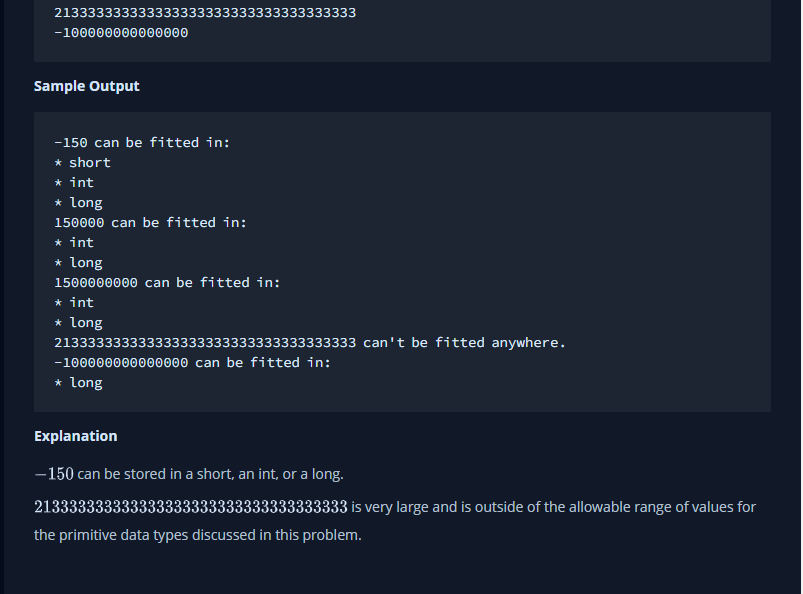 213333333333333333333333333333333333
-100000000000000
Sample Output
-150 can be fitted in:
* short
* int
* long
150000 can be fitted in:
* int
* long
1500000000 can be fitted in:
* int
* long
213333333333333333333333333333333333 can't be fitted anywhere.
-100000000000000 can be fitted in:
* long
Explanation
−150 can be stored in a short, an int, or a long.
213333333333333333333333333333333333 is very large and is outside of the allowable range of values for
the primitive data types discussed in this problem.